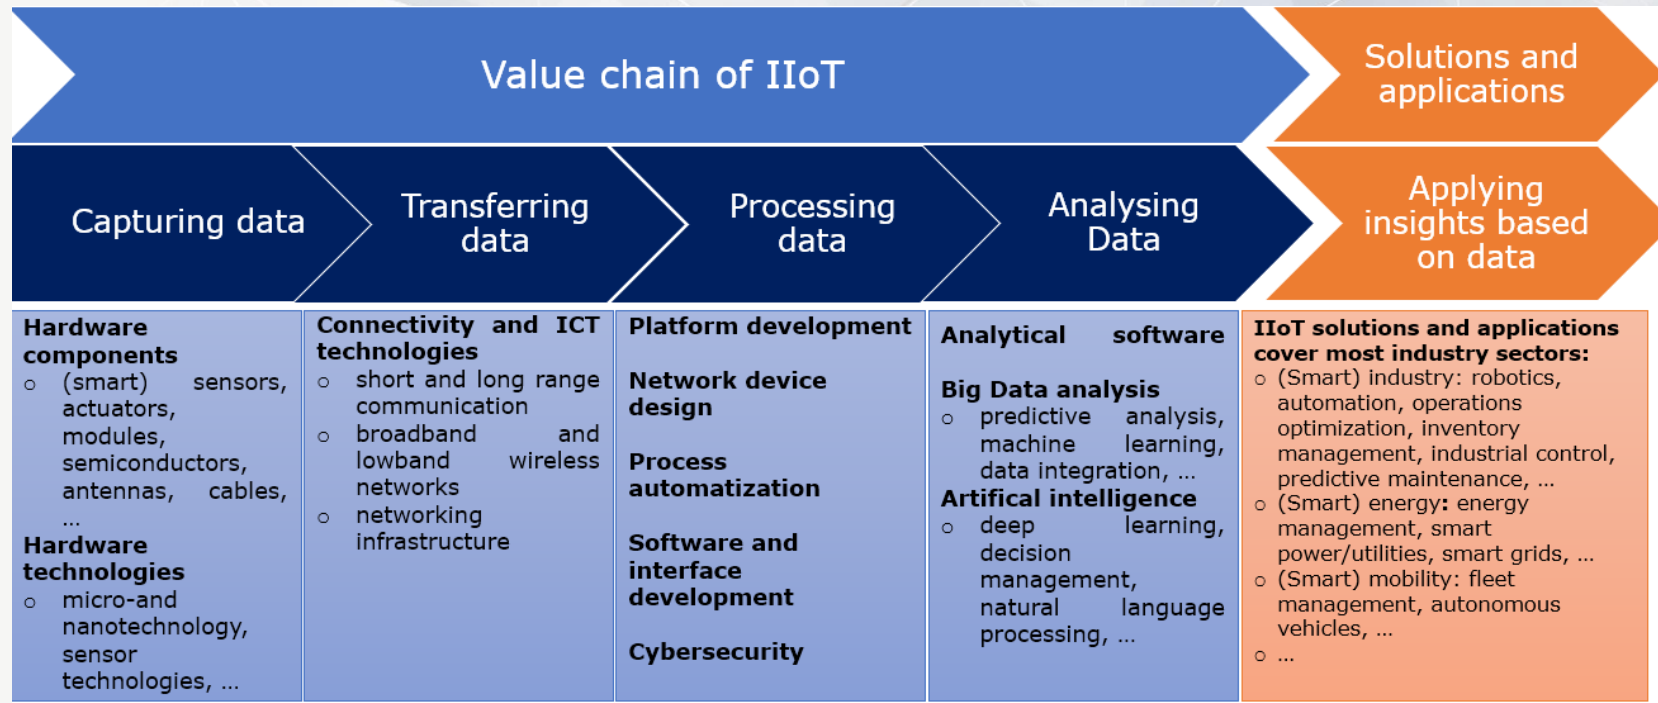 Value chain of IIoT
Solutions and
applications
Capturing data
Transferring
data
Processing
data
Analysing
Data
Applying
insights based
on data
Hardware
components
o (smart) sensors,
actuators,
modules,
semiconductors,
antennas, cables,
...
Hardware
technologies
o micro-and
nanotechnology,
sensor
technologies, ...
Connectivity and ICT
technologies
o short and long range
communication
o broadband and
lowband wireless
networks
o networking
infrastructure
Platform development
Network device
design
Process
automatization
Software and
interface
development
Cybersecurity
Analytical software
Big Data analysis
o predictive analysis,
machine learning,
data integration, ...
Artifical intelligence
o deep learning,
decision
management,
natural language
processing, ...
IIoT solutions and applications
cover most industry sectors:
o (Smart) industry: robotics,
automation, operations
optimization, inventory
management, industrial control,
predictive maintenance, ...
o (Smart) energy: energy
management, smart
power/utilities, smart grids, ...
o (Smart) mobility: fleet
management, autonomous
vehicles, ...
o ...